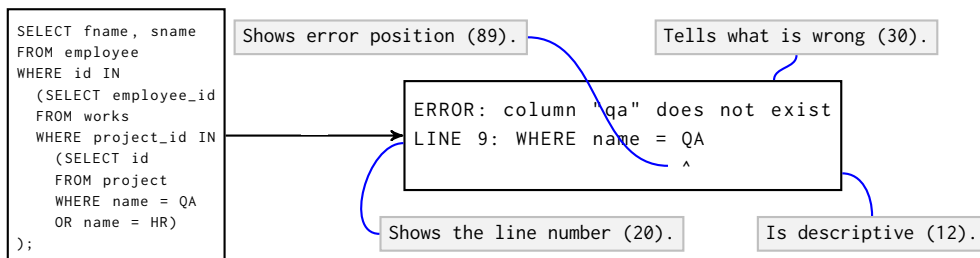 SELECT fname, sname
FROM employee
WHERE id IN
(SELECT employee_id
FROM works
WHERE project_id IN
(SELECT id
FROM project
WHERE name = QA
OR name = HR)
);
Shows error position (89).
Tells what is wrong (30).
ERROR: column "qa" does not exist
LINE 9: WHERE name = QA
^
Shows the line number (20).
Is descriptive (12).